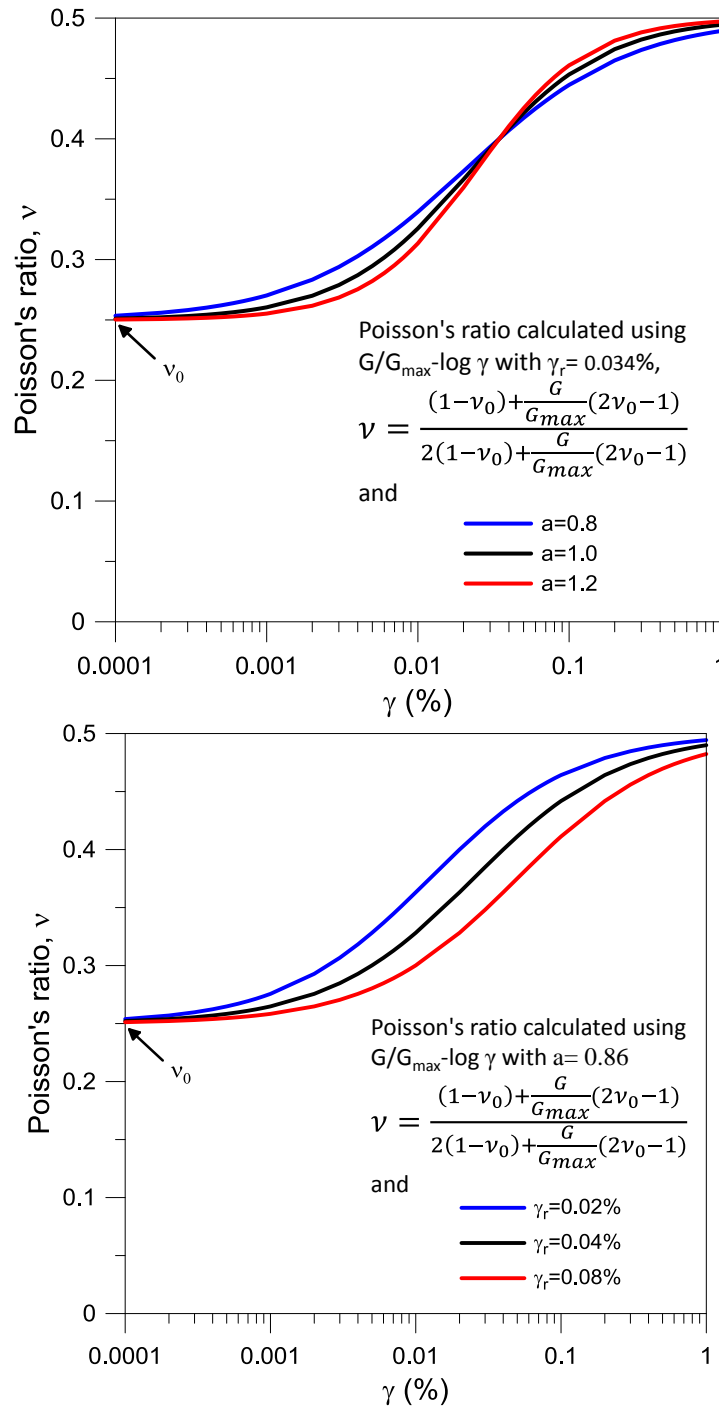 0.5
0.4
0.3
0.2
0.1
0
Poisson's ratio, ν
ν₀
Poisson's ratio calculated using
G/Gmax-log γ with γr= 0.034%,
ν = ((1−ν₀)+G/Gmax(2ν₀−1))/(2(1−ν₀)+G/Gmax(2ν₀−1))
and
a=0.8
a=1.0
a=1.2
0.0001 0.001 0.01 0.1 1
γ (%)
0.5
0.4
0.3
0.2
0.1
0
Poisson's ratio, ν
ν₀
Poisson's ratio calculated using
G/Gmax-log γ with a= 0.86
ν = ((1−ν₀)+G/Gmax(2ν₀−1))/(2(1−ν₀)+G/Gmax(2ν₀−1))
and
γr=0.02%
γr=0.04%
γr=0.08%
0.0001 0.001 0.01 0.1 1
γ (%)